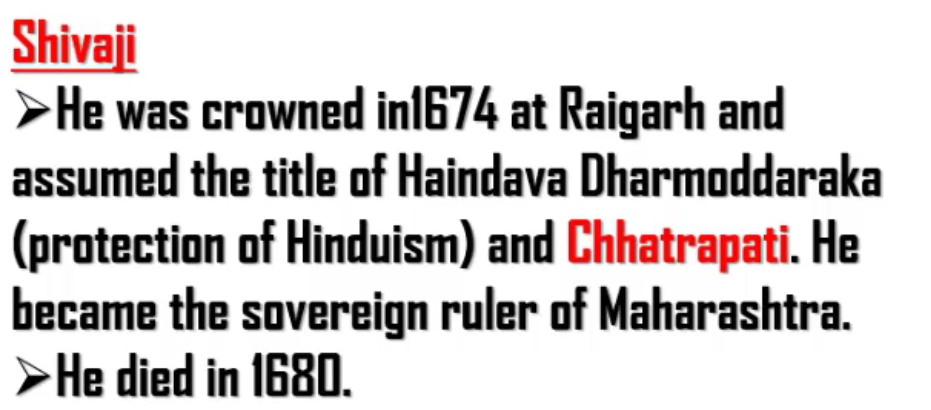 Shivaji
➢He was crowned in1674 at Raigarh and
assumed the title of Haindava Dharmoddaraka
(protection of Hinduism) and Chhatrapati. He
became the sovereign ruler of Maharashtra.
➢He died in 1680.